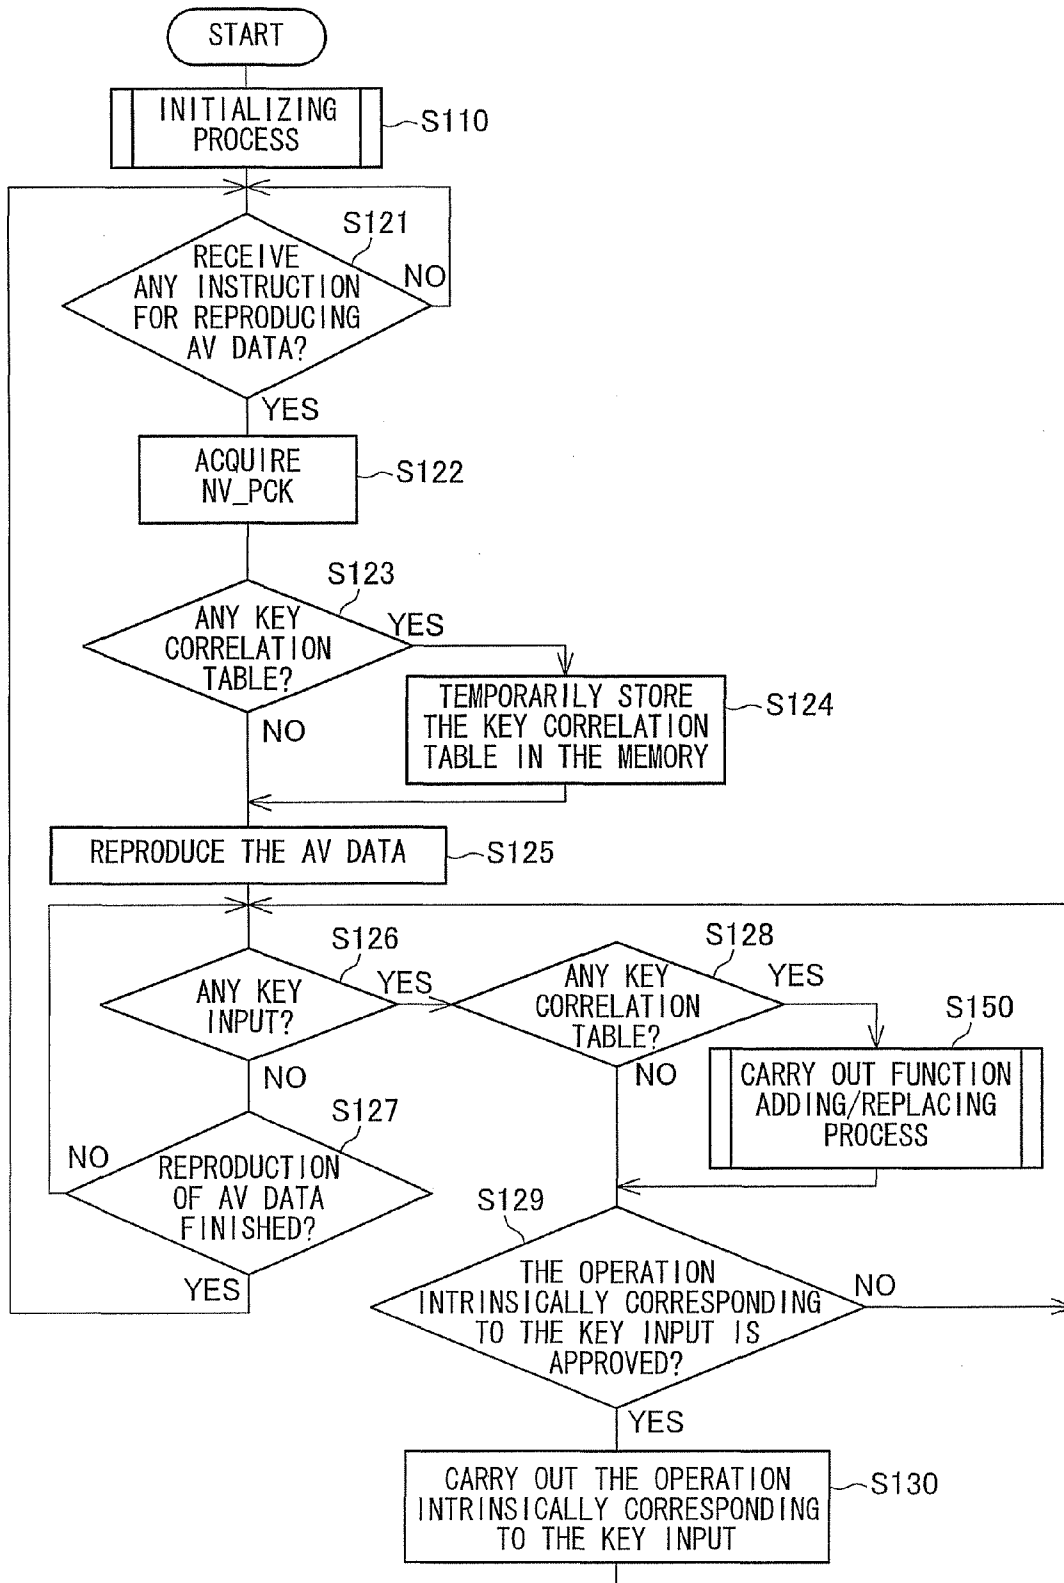 START
INITIALIZING
PROCESS
S110
S121
RECEIVE
ANY INSTRUCTION
FOR REPRODUCING
AV DATA?
NO
YES
ACQUIRE
NV_PCK
S122
S123
ANY KEY
CORRELATION
TABLE?
YES
NO
TEMPORARILY STORE
THE KEY CORRELATION
TABLE IN THE MEMORY
S124
REPRODUCE THE AV DATA
S125
S126
ANY KEY
INPUT?
YES
NO
S128
ANY KEY
CORRELATION
TABLE?
YES
NO
S150
CARRY OUT FUNCTION
ADDING/REPLACING
PROCESS
S127
REPRODUCTION
OF AV DATA
FINISHED?
NO
YES
S129
THE OPERATION
INTRINSICALLY CORRESPONDING
TO THE KEY INPUT IS
APPROVED?
NO
YES
CARRY OUT THE OPERATION
INTRINSICALLY CORRESPONDING
TO THE KEY INPUT
S130